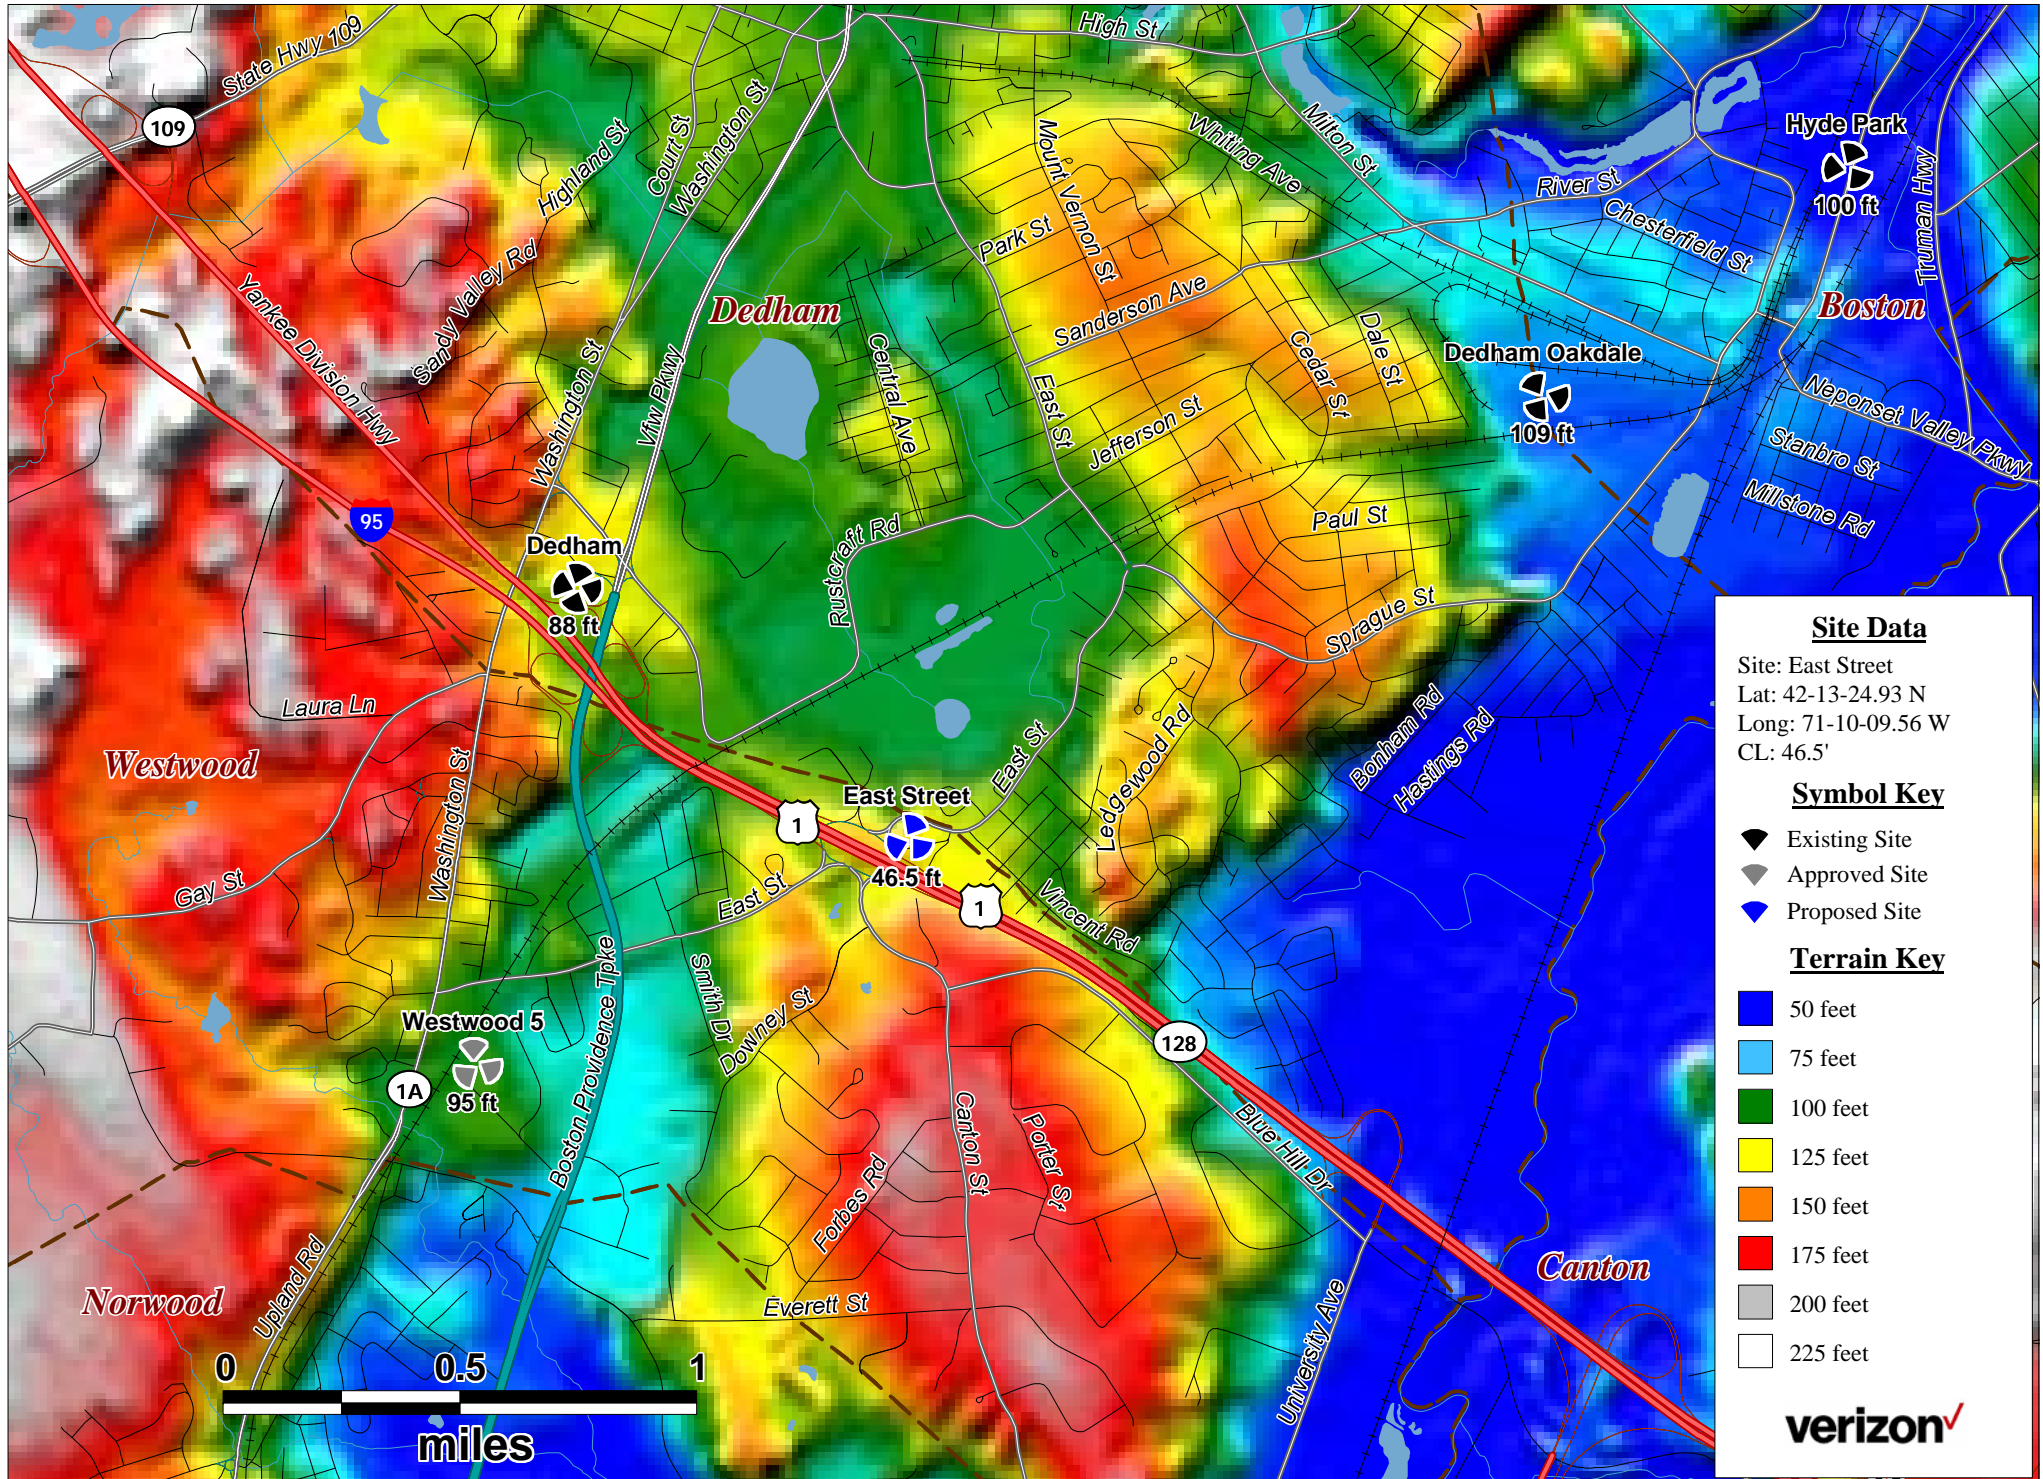 High St
State Hwy 109
109
Highland St
Court St
Washington St
Mount Vernon St
Whiting Ave
Milton St
Hyde Park
100 ft
River St
Chesterfield St
Truman Hwy
Park St
Sandy Valley Rd
Yankee Division Hwy
Dedham
Sanderson Ave
Boston
Washington St
Vfw Pkwy
Central Ave
Cedar St
Dale St
Dedham Oakdale
109 ft
East St
Jefferson St
Neponset Valley Pkwy
Stanbro St
Millstone Rd
95
Dedham
88 ft
Rustcraft Rd
Paul St
Sprague St
Laura Ln
Westwood
Washington St
Gay St
East St
East Street
46.5 ft
1
1
Ledgewood Rd
Bonham Rd
Hastings Rd
Vincent Rd
East St
Smith Dr
Downey St
Boston Providence Tpke
Westwood 5
95 ft
1A
128
Canton St
Porter St
Forbes Rd
Blue Hill Dr
University Ave
Canton
Norwood
Upland Rd
Everett St
0 0.5 1
miles
Site Data
Site: East Street
Lat: 42-13-24.93 N
Long: 71-10-09.56 W
CL: 46.5'
Symbol Key
Existing Site
Approved Site
Proposed Site
Terrain Key
50 feet
75 feet
100 feet
125 feet
150 feet
175 feet
200 feet
225 feet
verizon